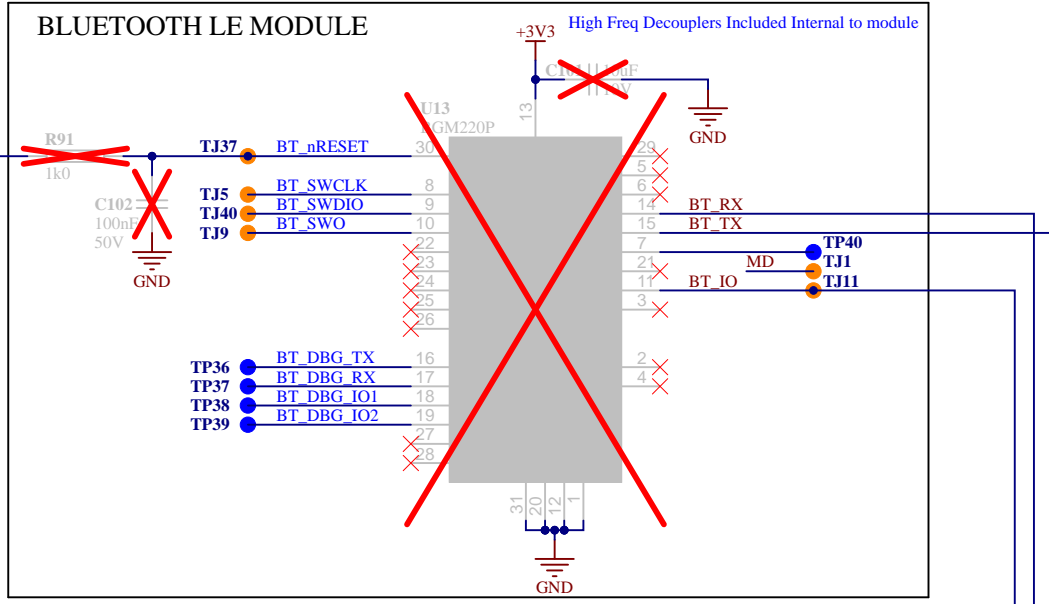 BLUETOOTH LE MODULE
High Freq Decouplers Included Internal to module
+3V3
10V
GND
U13
13
R91
1k0
TJ37
BT_nRESET
30
29
5
6
C102
100nF
50V
GND
TJ5
BT_SWCLK
8
TJ40
BT_SWDIO
9
14
BT_RX
TJ9
BT_SWO
10
15
BT_TX
22
7
TP40
23
21
MD
TJ1
24
11
BT_IO
TJ11
25
3
26
TP36
BT_DBG_TX
16
2
TP37
BT_DBG_RX
17
4
TP38
BT_DBG_IO1
18
TP39
BT_DBG_IO2
19
27
28
31
20
12
1
GND